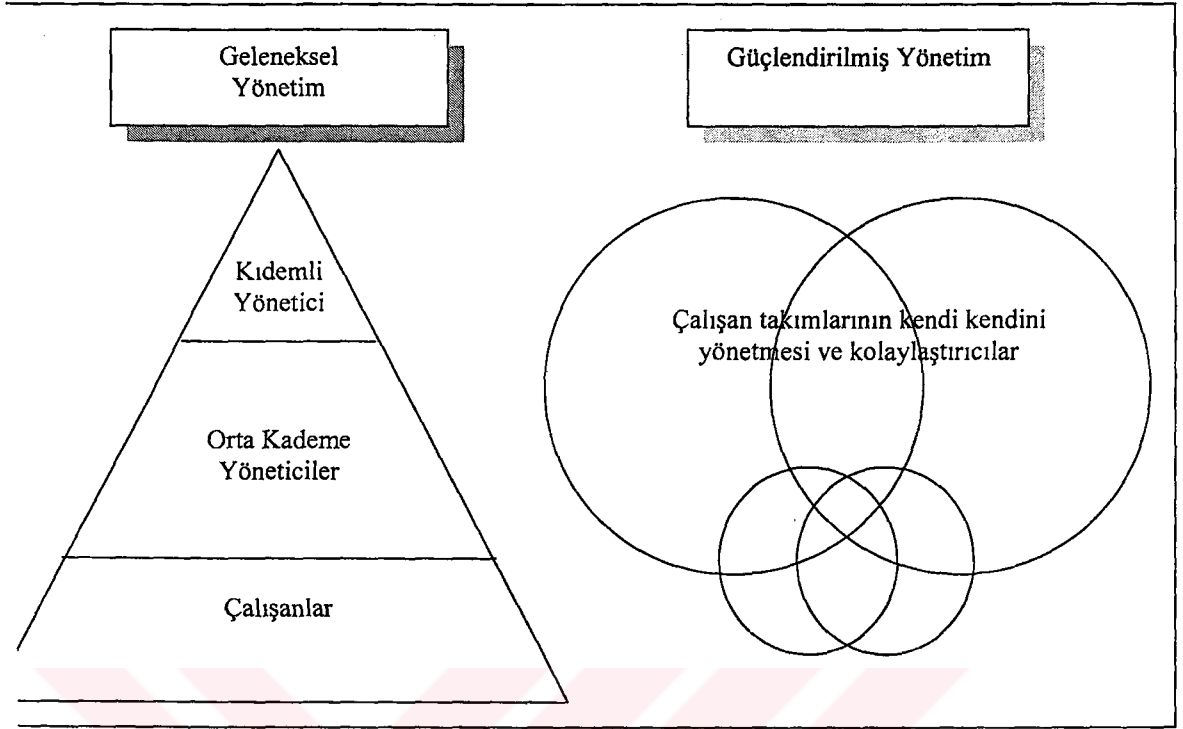 Geleneksel
Yönetim
Güçlendirilmiş Yönetim
Kıdemli
Yönetici
Orta Kademe
Yöneticiler
Çalışanlar
Çalışan takımlarının kendi kendini
yönetmesi ve kolaylaştırıcılar